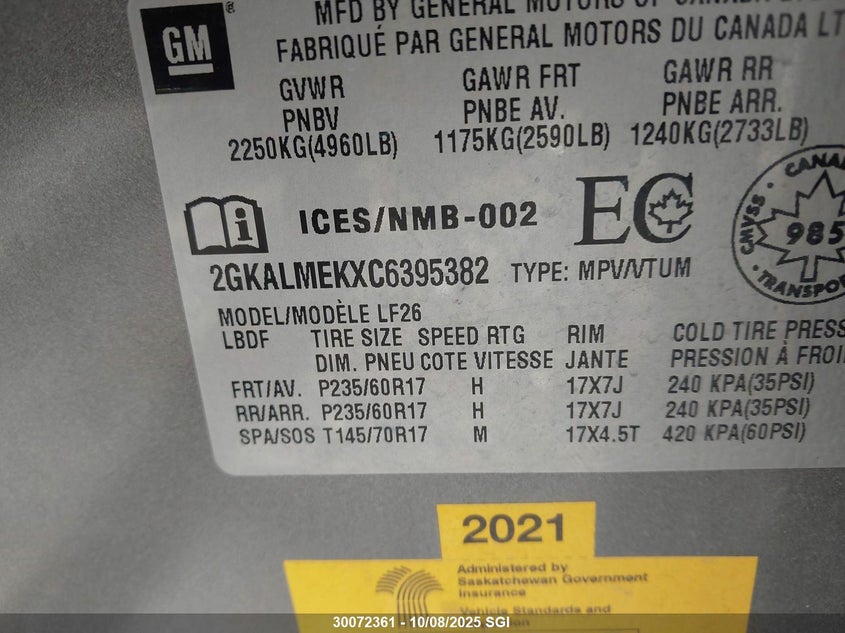 GM ®
MFD BY GENERAL MOTORS OF CANADA
FABRIQUÉ PAR GENERAL MOTORS DU CANADA LT
GVWR GAWR FRT GAWR RR
PNBV PNBE AV. PNBE ARR.
2250KG(4960LB) 1175KG(2590LB) 1240KG(2733LB)
ICES/NMB-002 EC
CANADA CMVSS 985 TRANSPORT
2GKALMEKXC6395382 TYPE: MPV/VTUM
MODEL/MODÈLE LF26
LBDF TIRE SIZE SPEED RTG RIM COLD TIRE PRESS
DIM. PNEU COTE VITESSE JANTE PRESSION À FROI
FRT/AV. P235/60R17 H 17X7J 240 KPA(35PSI)
RR/ARR. P235/60R17 H 17X7J 240 KPA(35PSI)
SPA/SOS T145/70R17 M 17X4.5T 420 KPA(60PSI)
2021
Administered by
Saskatchewan Government
Insurance
Vehicle Standards and
30072361 - 10/08/2025 SGI